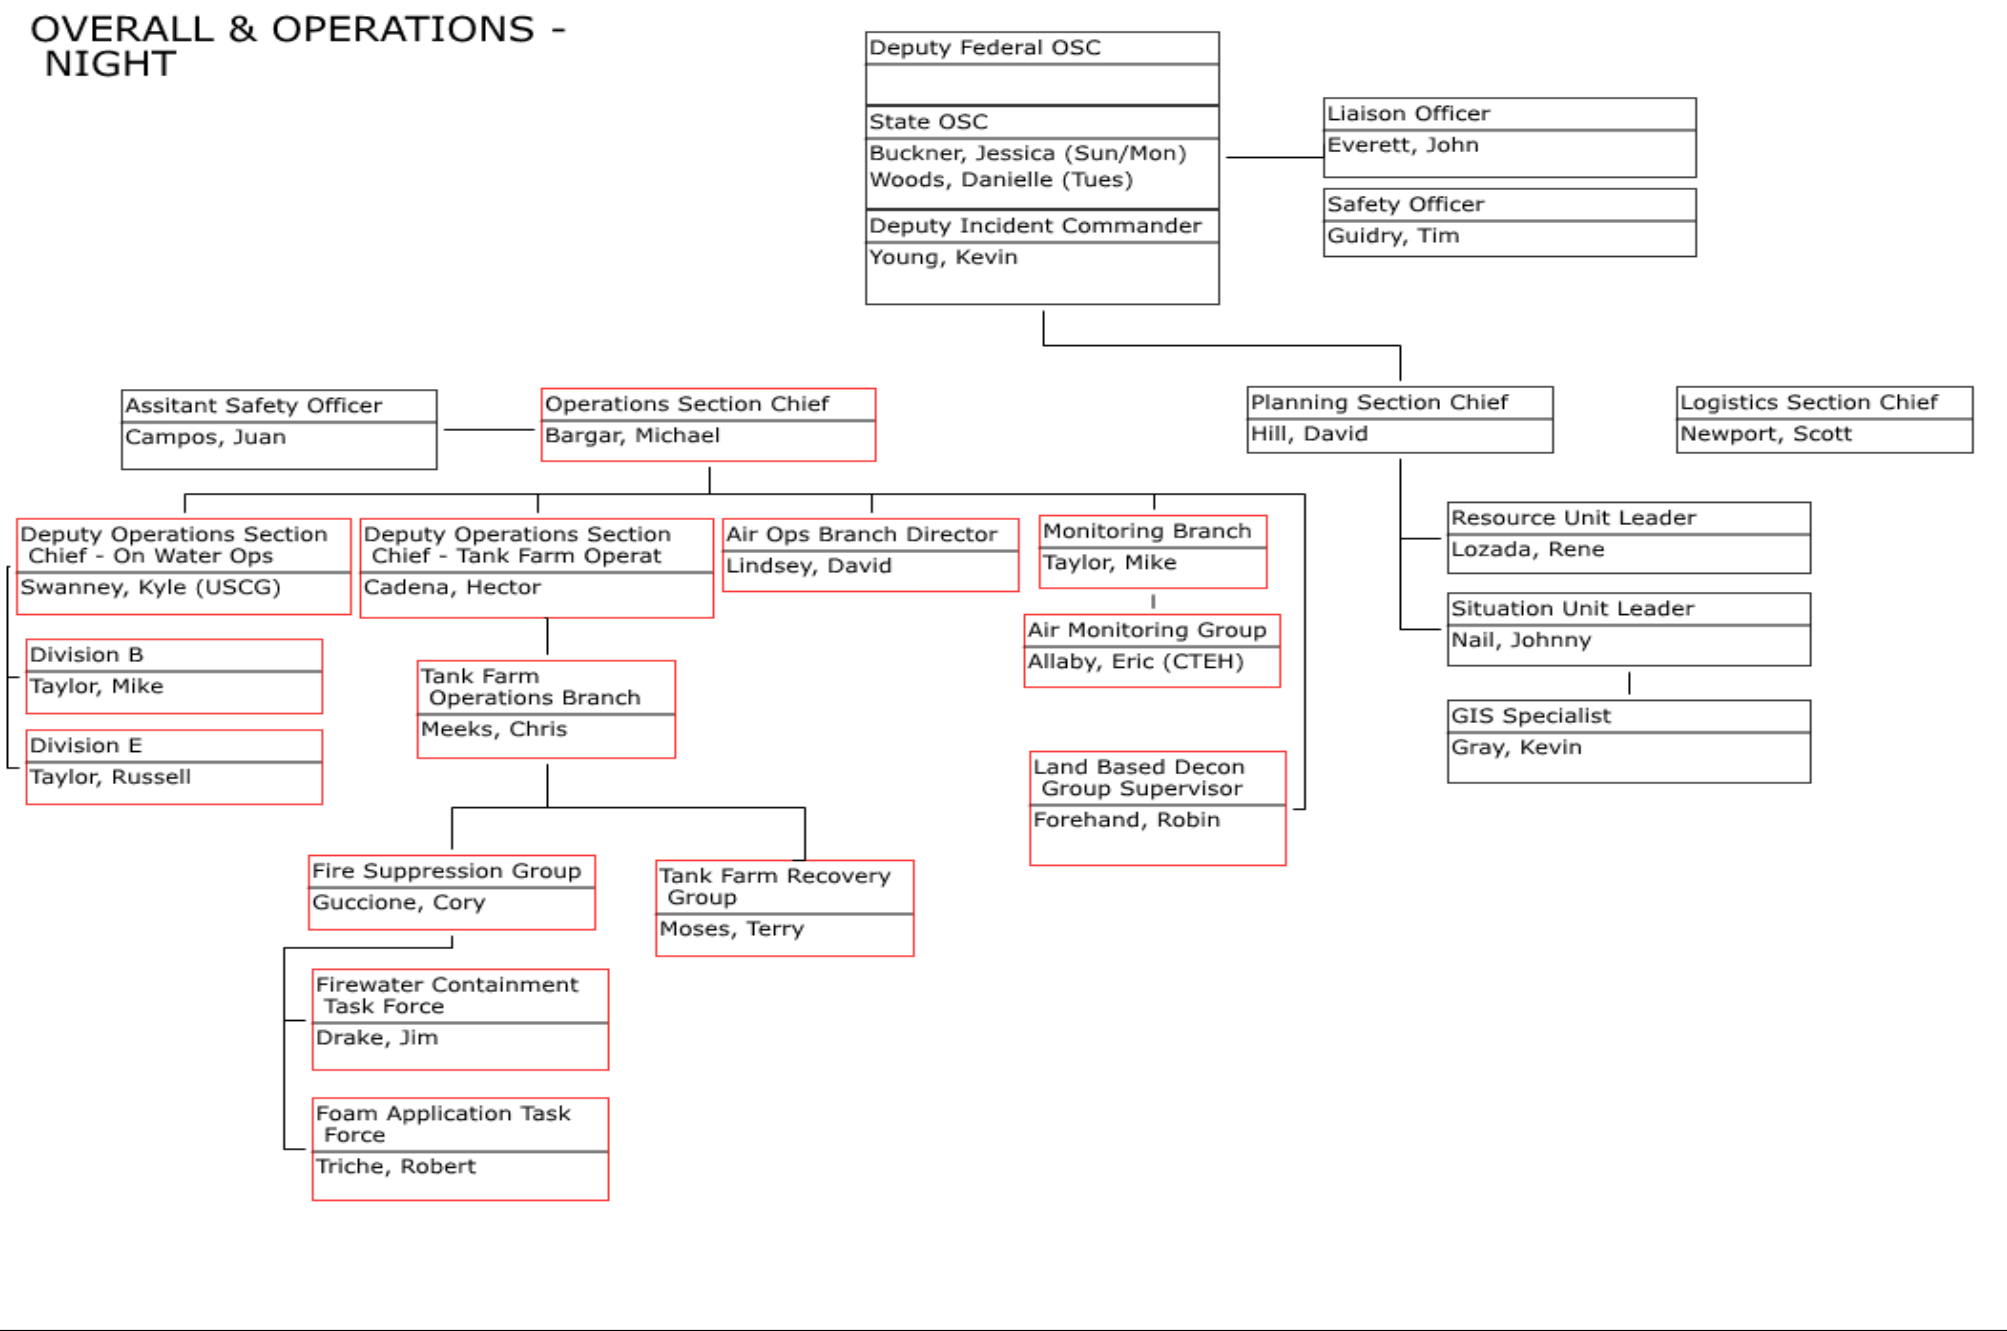 OVERALL & OPERATIONS -
NIGHT
Deputy Federal OSC
State OSC
Buckner, Jessica (Sun/Mon)
Woods, Danielle (Tues)
Deputy Incident Commander
Young, Kevin
Liaison Officer
Everett, John
Safety Officer
Guidry, Tim
Assitant Safety Officer
Campos, Juan
Operations Section Chief
Bargar, Michael
Planning Section Chief
Hill, David
Logistics Section Chief
Newport, Scott
Deputy Operations Section
Chief - On Water Ops
Swanney, Kyle (USCG)
Deputy Operations Section
Chief - Tank Farm Operat
Cadena, Hector
Air Ops Branch Director
Lindsey, David
Monitoring Branch
Taylor, Mike
Resource Unit Leader
Lozada, Rene
Situation Unit Leader
Nail, Johnny
GIS Specialist
Gray, Kevin
Air Monitoring Group
Allaby, Eric (CTEH)
Division B
Taylor, Mike
Division E
Taylor, Russell
Tank Farm
Operations Branch
Meeks, Chris
Land Based Decon
Group Supervisor
Forehand, Robin
Fire Suppression Group
Guccione, Cory
Tank Farm Recovery
Group
Moses, Terry
Firewater Containment
Task Force
Drake, Jim
Foam Application Task
Force
Triche, Robert